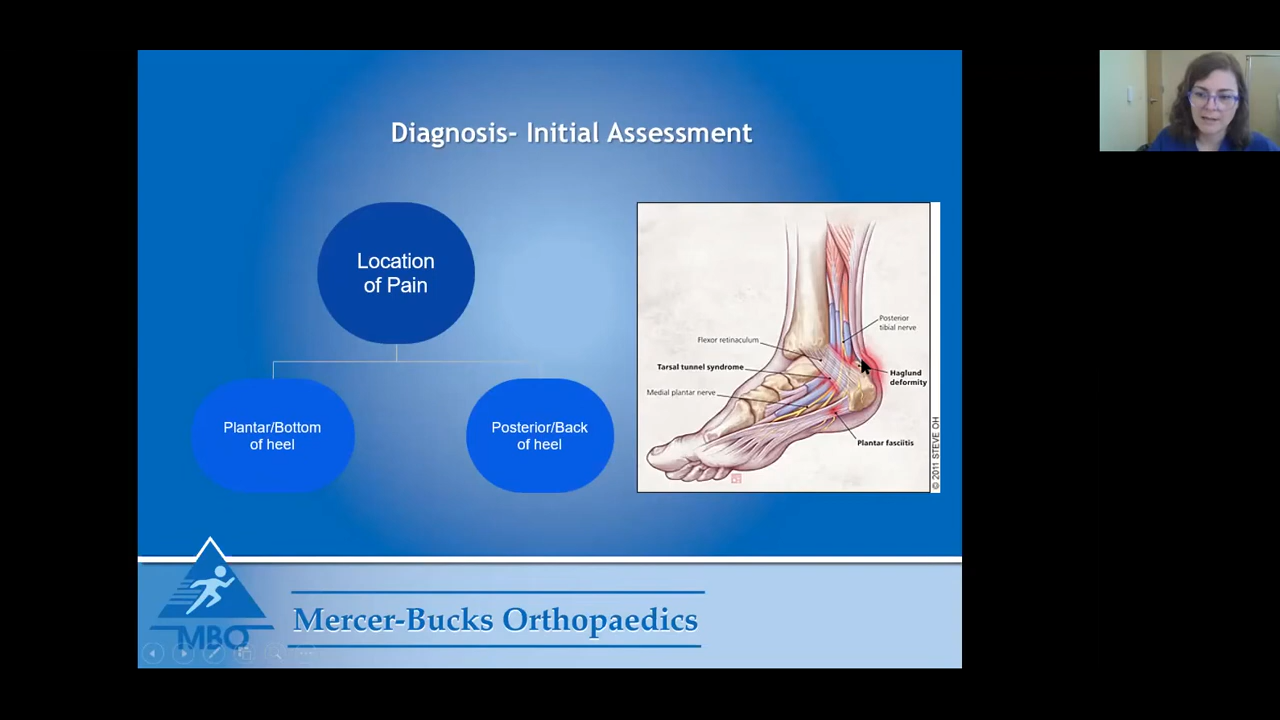 Diagnosis- Initial Assessment
Location
of Pain
Plantar/Bottom
of heel
Posterior/Back
of heel
Posterior
tibial nerve
Flexor retinaculum
Tarsal tunnel syndrome
Haglund
deformity
Medial plantar nerve
Plantar fasciitis
© 2011 STEVE OH
MBO
Mercer-Bucks Orthopaedics